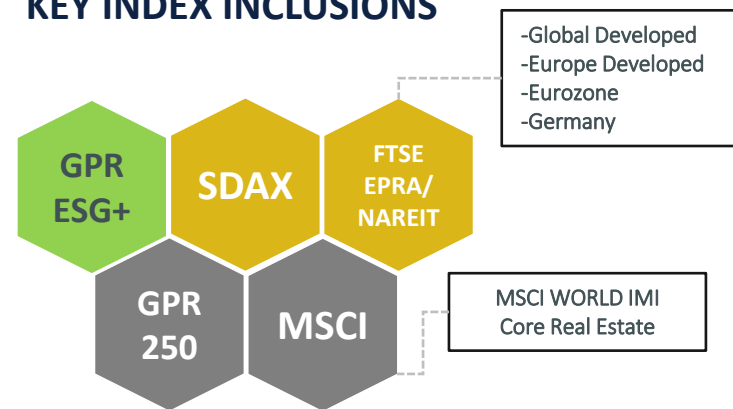 KEY INDEX INCLUSIONS
-Global Developed
-Europe Developed
-Eurozone
-Germany
GPR
ESG+
SDAX
FTSE
EPRA/
NAREIT
GPR
250
MSCI
MSCI WORLD IMI
Core Real Estate